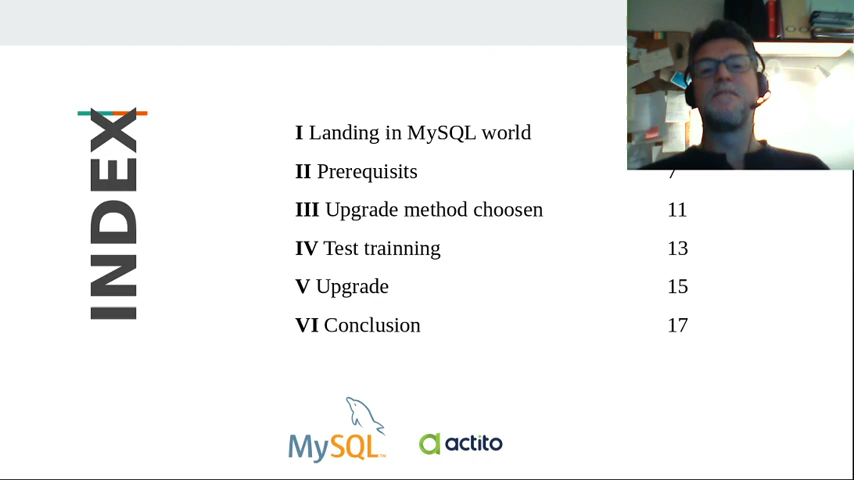 INDEX
I Landing in MySQL world
II Prerequisits 7
III Upgrade method choosen 11
IV Test trainning 13
V Upgrade 15
VI Conclusion 17
MySQL™ actito